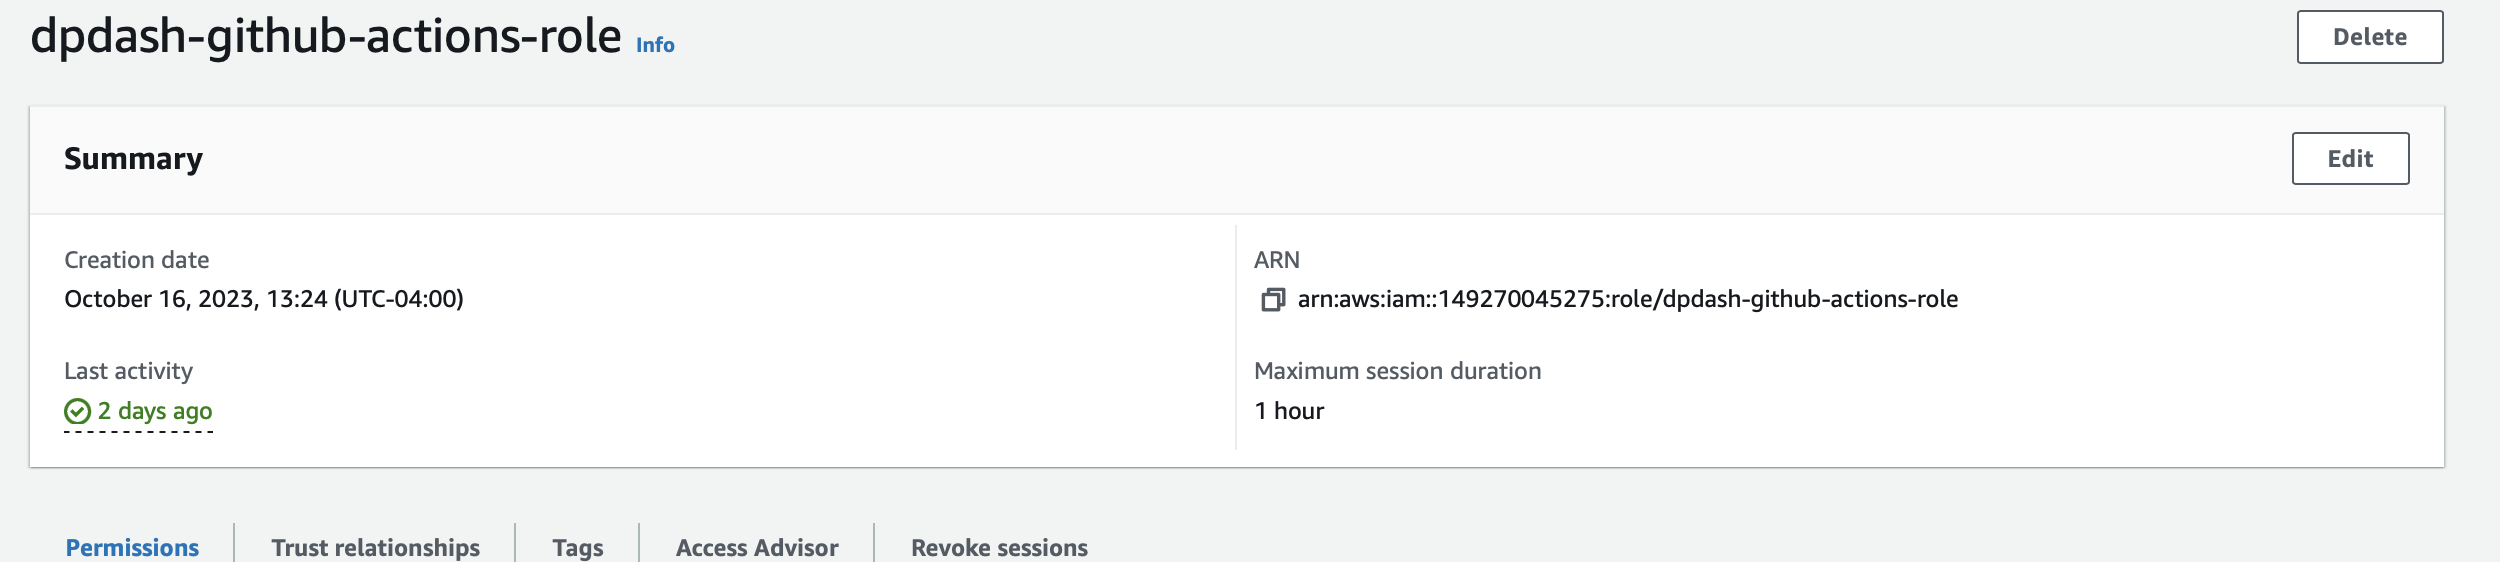 dpdash-github-actions-role Info
Delete
Summary
Edit
Creation date
October 16, 2023, 13:24 (UTC-04:00)
ARN
arn:aws:iam::149270045275:role/dpdash-github-actions-role
Last activity
2 days ago
Maximum session duration
1 hour
Permissions
Trust relationships
Tags
Access Advisor
Revoke sessions